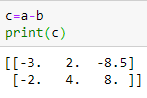 c=a-b
print(c)
[[-3.   2.  -8.5]
 [-2.   4.   8. ]]